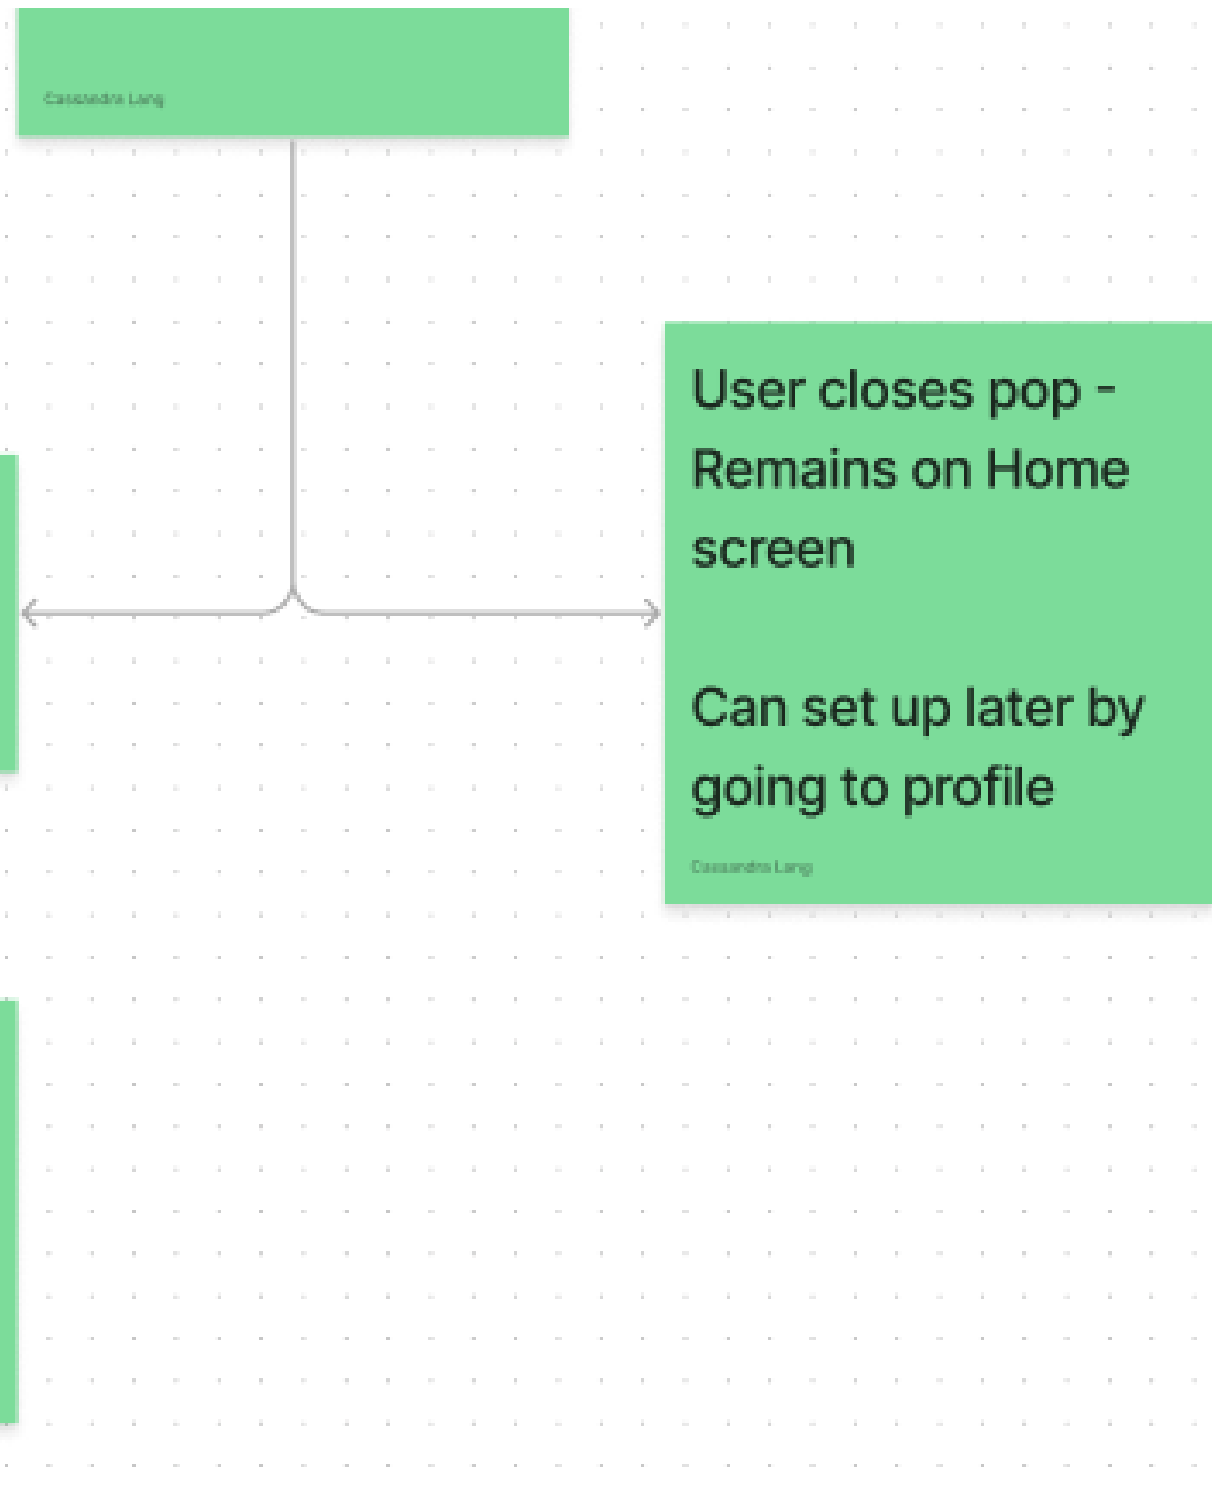 Cassandra Lang
User closes pop -
Remains on Home
screen
Can set up later by
going to profile
Cassandra Lang